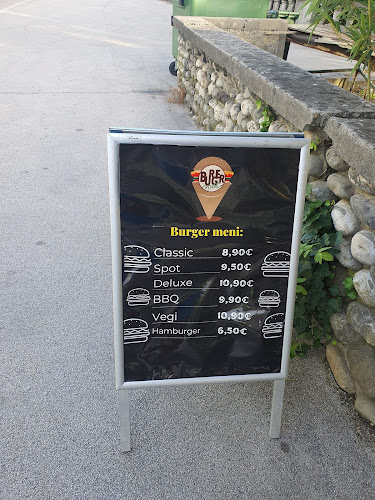 BURGER
Burger meni:
Classic 8,90€
Spot 9,50€
Deluxe 10,90€
BBQ 9,90€
Vegi 10,90€
Hamburger 6,50€